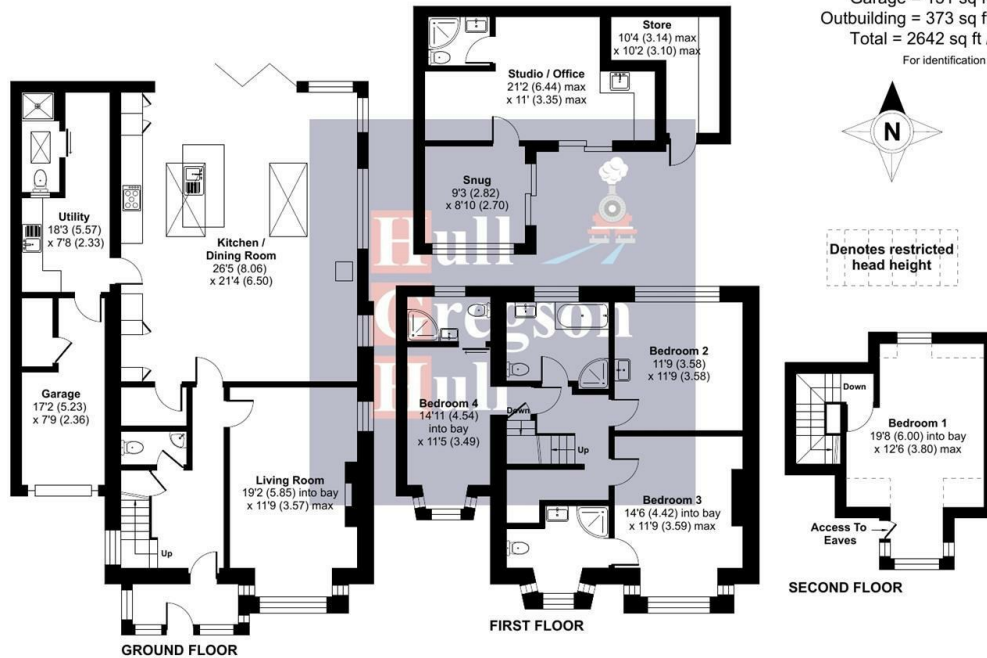 Outbuilding = 373 sq f
Total = 2642 sq ft
For identification
Store
10'4 (3.14) max
x 10'2 (3.10) max
Studio / Office
21'2 (6.44) max
x 11' (3.35) max
N
Snug
9'3 (2.82)
x 8'10 (2.70)
Utility
18'3 (5.57)
x 7'8 (2.33)
Kitchen /
Dining Room
26'5 (8.06)
x 21'4 (6.50)
Hull
Gregson
Hull
Denotes restricted
head height
Garage
17'2 (5.23)
x 7'9 (2.36)
Living Room
19'2 (5.85) into bay
x 11'9 (3.57) max
Up
GROUND FLOOR
Bedroom 4
14'11 (4.54)
into bay
x 11'5 (3.49)
Bedroom 2
11'9 (3.58)
x 11'9 (3.58)
Down
Up
Bedroom 3
14'6 (4.42) into bay
x 11'9 (3.59) max
FIRST FLOOR
Down
Bedroom 1
19'8 (6.00) into bay
x 12'6 (3.80) max
Access To
Eaves
SECOND FLOOR